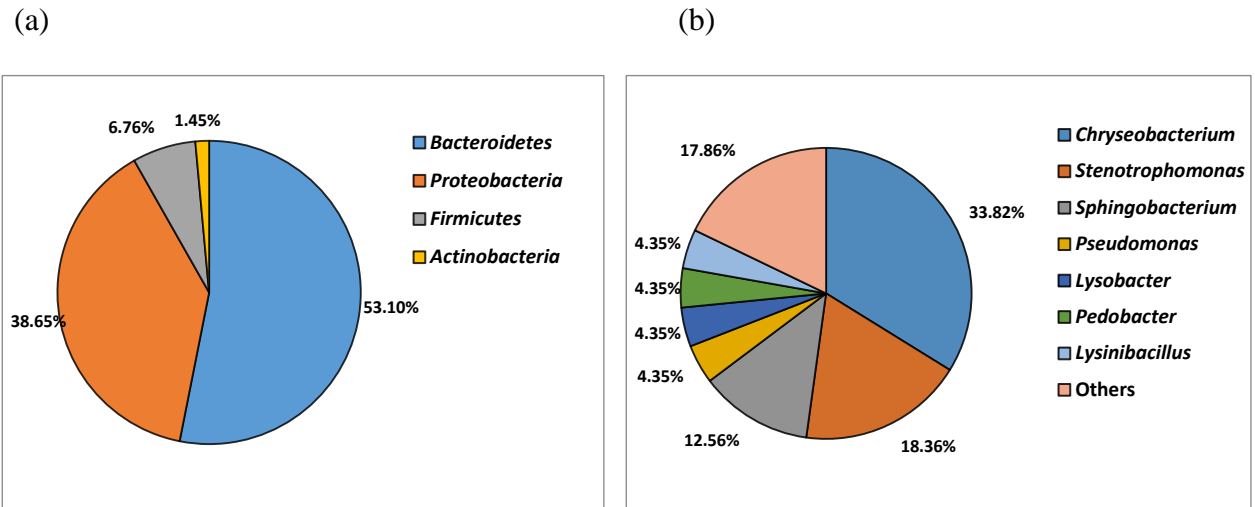 (a)
(b)
6.76%
1.45%
38.65%
53.10%
Bacteroidetes
Proteobacteria
Firmicutes
Actinobacteria
17.86%
4.35%
4.35%
4.35%
4.35%
12.56%
18.36%
33.82%
Chryseobacterium
Stenotrophomonas
Sphingobacterium
Pseudomonas
Lysobacter
Pedobacter
Lysinibacillus
Others